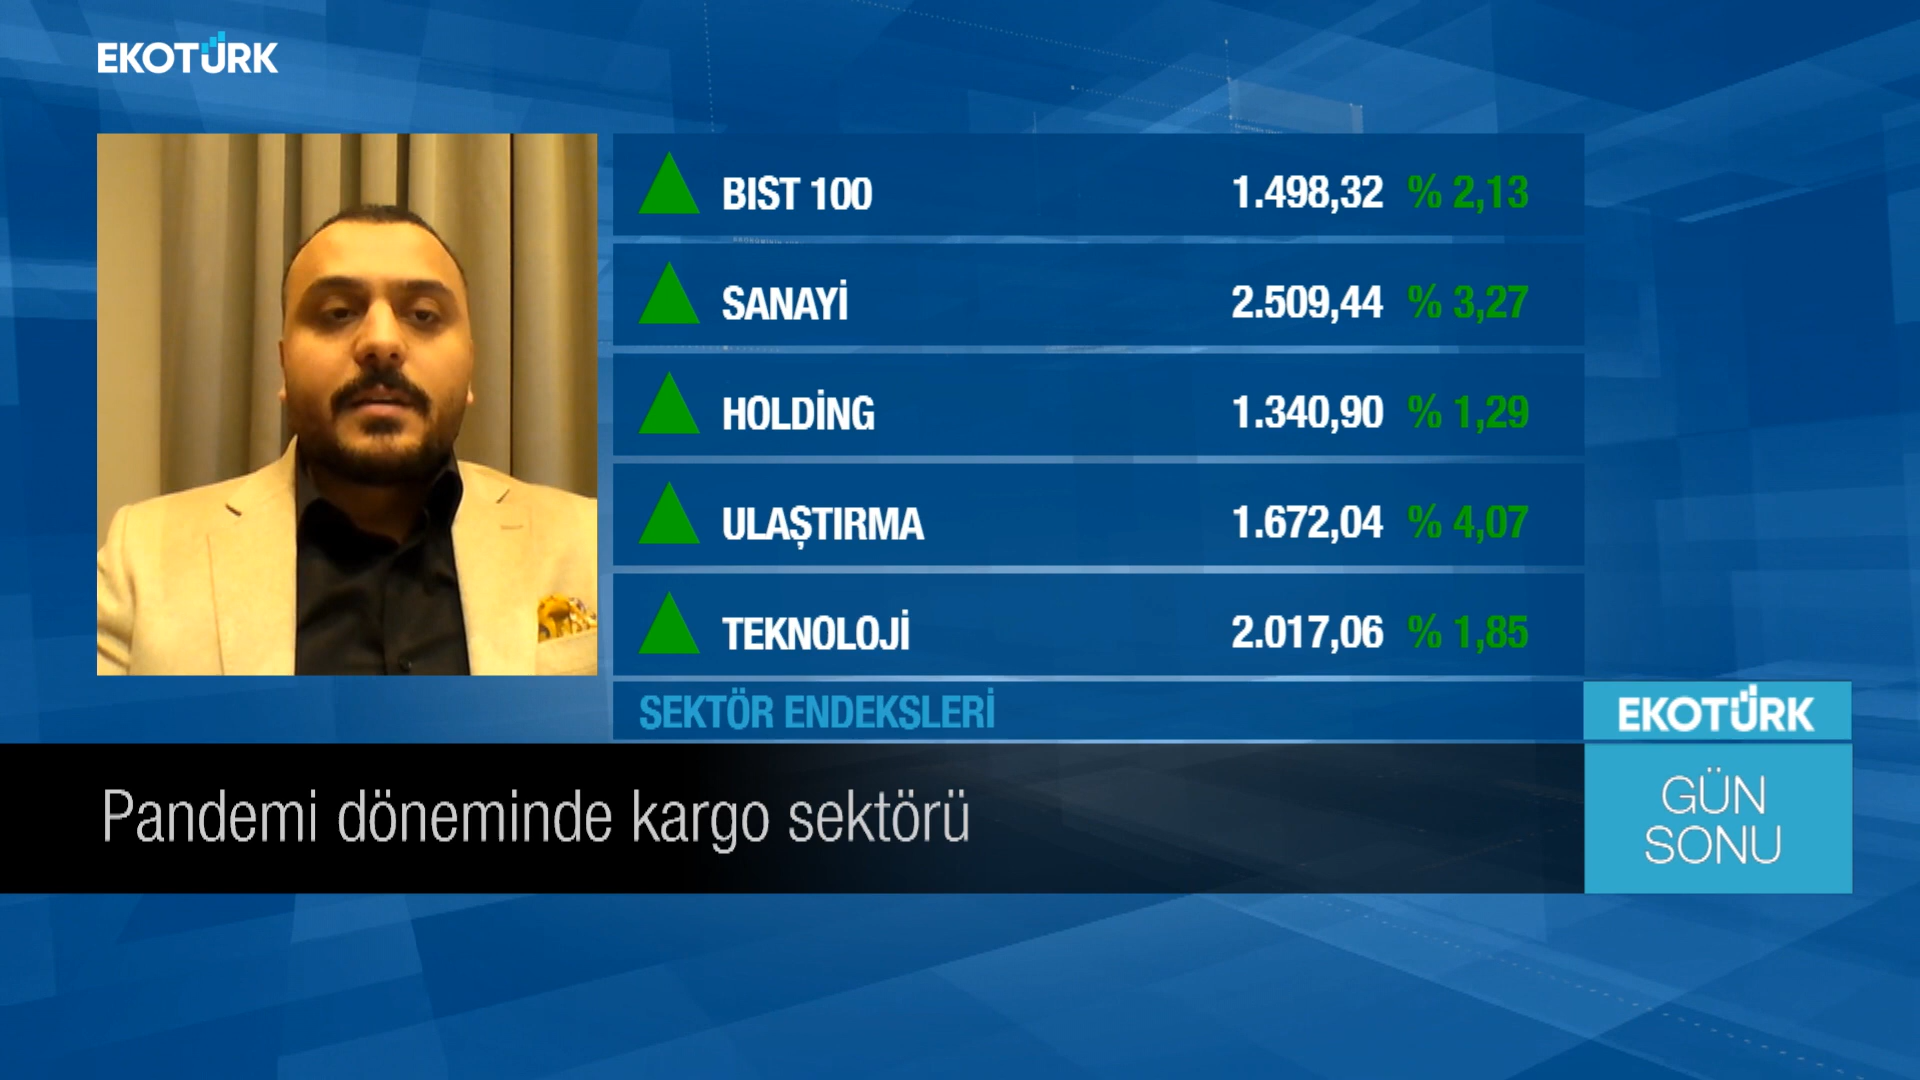 EKOTÜRK
BIST 100 1.498,32 % 2,13
SANAYİ 2.509,44 % 3,27
HOLDİNG 1.340,90 % 1,29
ULAŞTIRMA 1.672,04 % 4,07
TEKNOLOJİ 2.017,06 % 1,85
SEKTÖR ENDEKSLERİ
EKOTÜRK
Pandemi döneminde kargo sektörü
GÜN
SONU